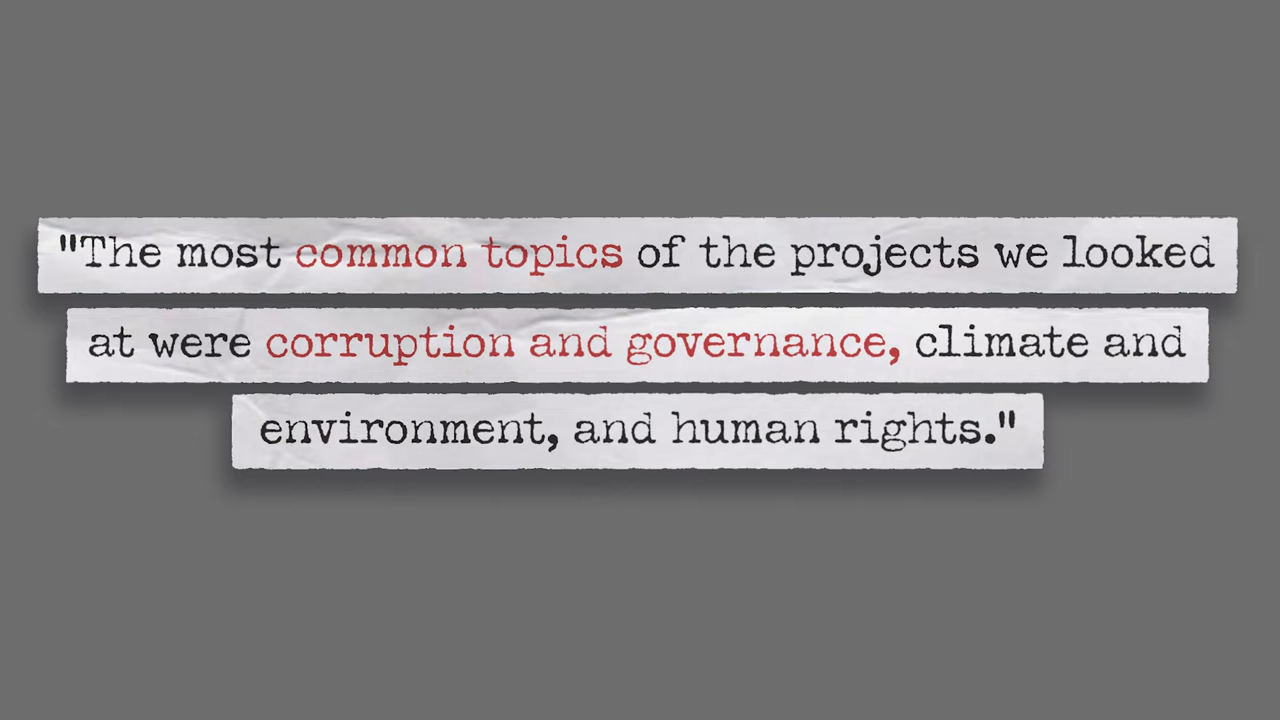 "The most common topics of the projects we looked
at were corruption and governance, climate and
environment, and human rights."